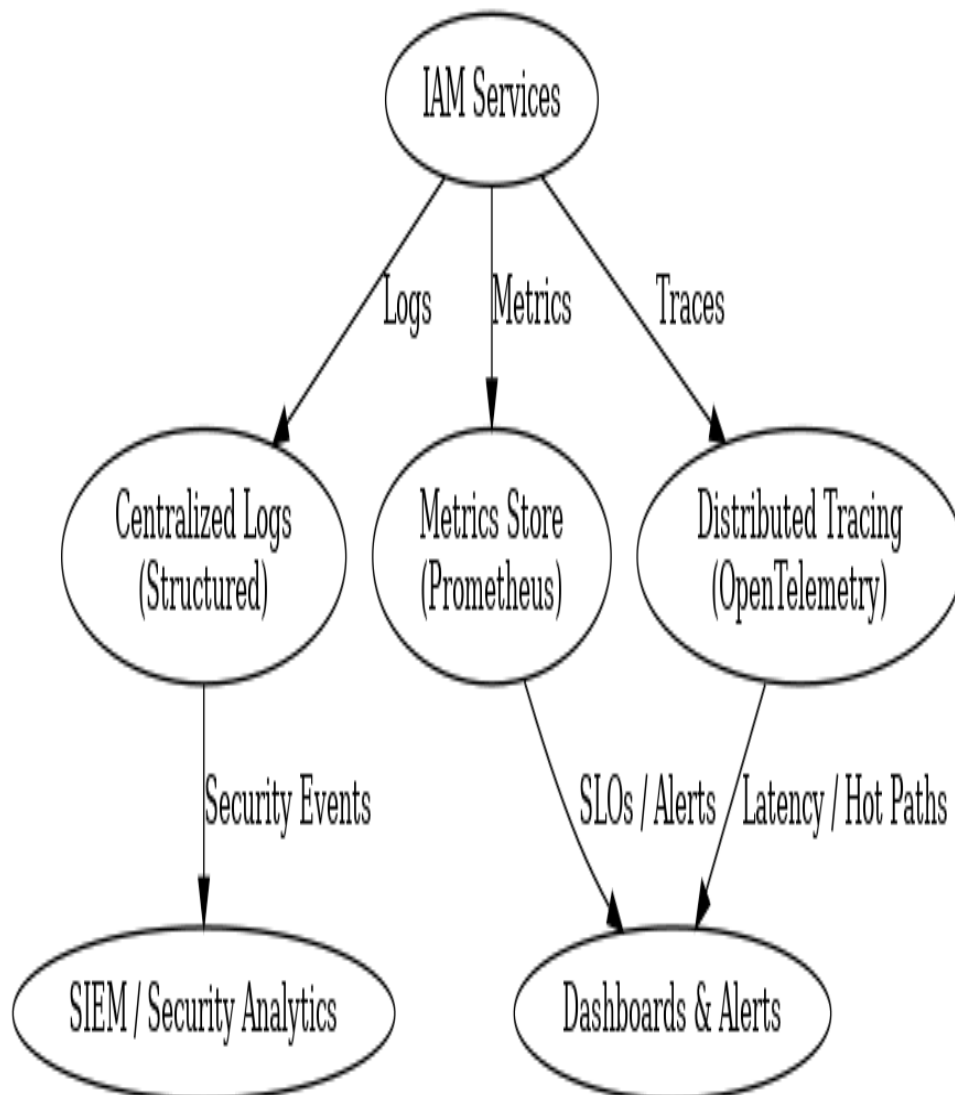 IAM Services
Logs
Metrics
Traces
Centralized Logs
(Structured)
Metrics Store
(Prometheus)
Distributed Tracing
(OpenTelemetry)
Security Events
SLOs / Alerts
Latency / Hot Paths
SIEM / Security Analytics
Dashboards & Alerts